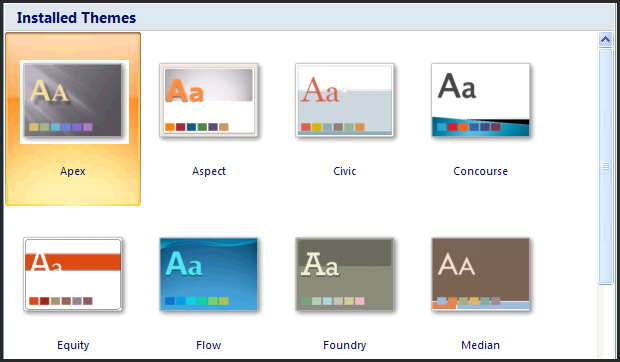 Installed Themes
Aa Aa Aa Aa
Apex Aspect Civic Concourse
Aa Aa Aa Aa
Equity Flow Foundry Median